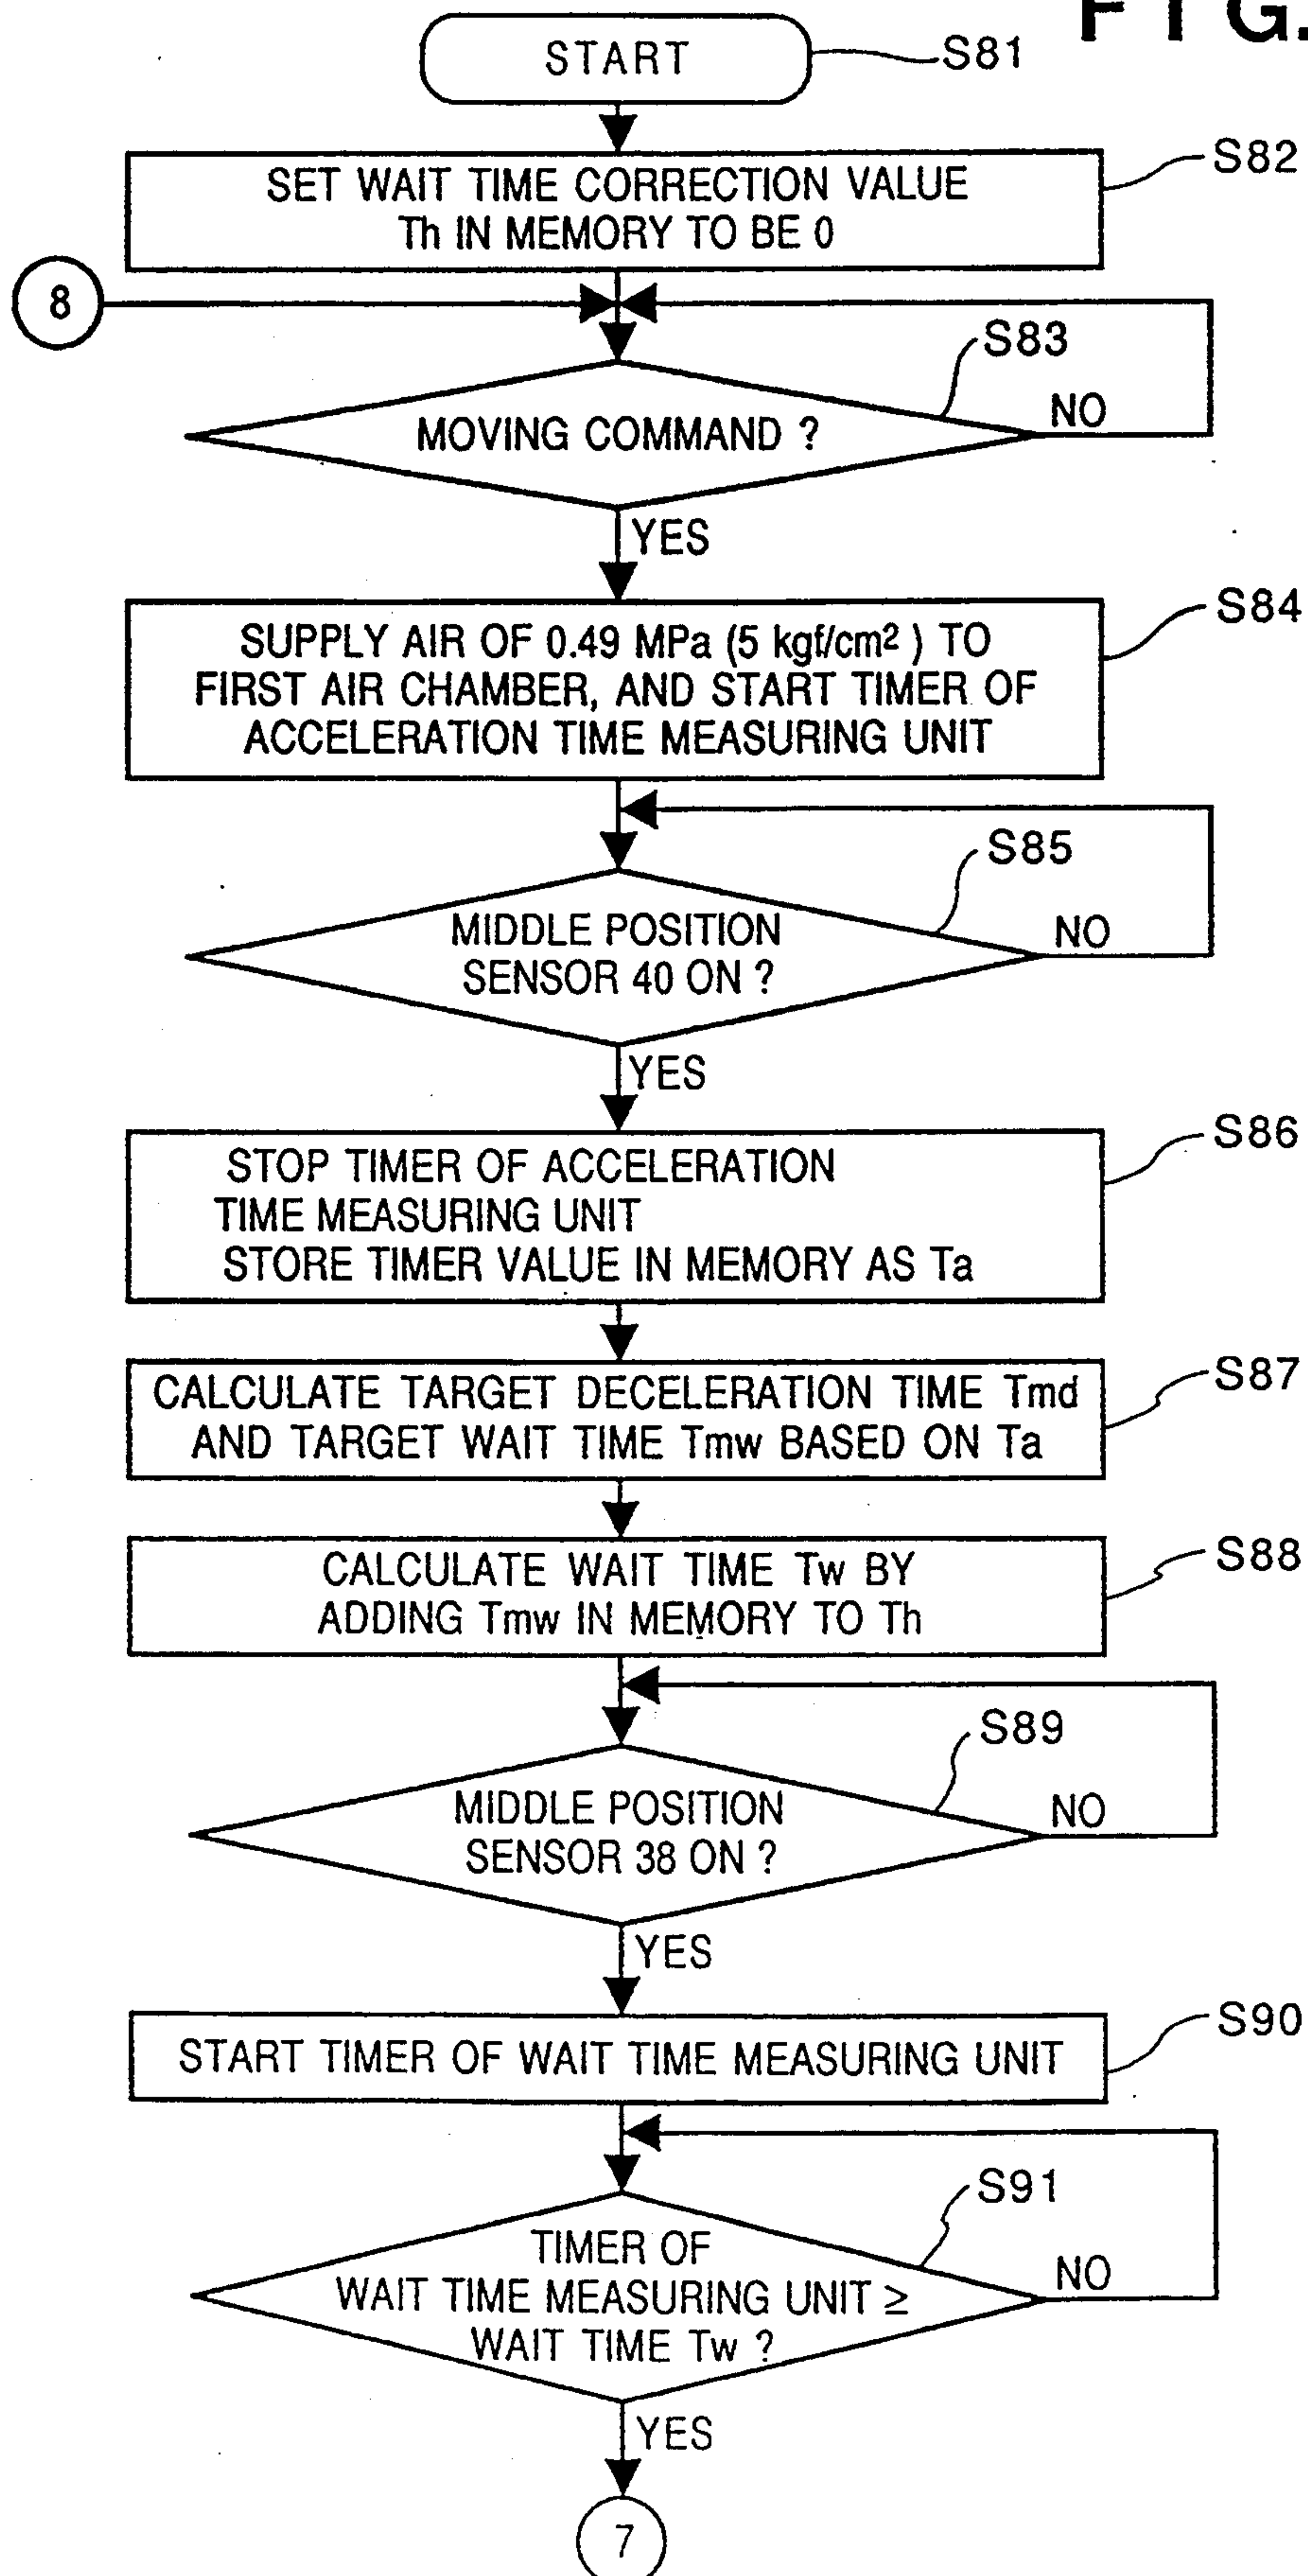 FIG.
START
S81
S82
SET WAIT TIME CORRECTION VALUE
Th IN MEMORY TO BE 0
8
S83
MOVING COMMAND ?
NO
YES
S84
SUPPLY AIR OF 0.49 MPa (5 kgf/cm²) TO
FIRST AIR CHAMBER, AND START TIMER OF
ACCELERATION TIME MEASURING UNIT
S85
MIDDLE POSITION
SENSOR 40 ON ?
NO
YES
S86
STOP TIMER OF ACCELERATION
TIME MEASURING UNIT
STORE TIMER VALUE IN MEMORY AS Ta
S87
CALCULATE TARGET DECELERATION TIME Tmd
AND TARGET WAIT TIME Tmw BASED ON Ta
S88
CALCULATE WAIT TIME Tw BY
ADDING Tmw IN MEMORY TO Th
S89
MIDDLE POSITION
SENSOR 38 ON ?
NO
YES
S90
START TIMER OF WAIT TIME MEASURING UNIT
S91
TIMER OF
WAIT TIME MEASURING UNIT ≥
WAIT TIME Tw ?
NO
YES
7